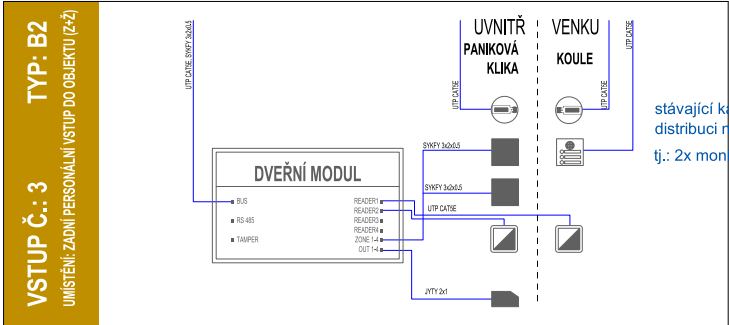 VSTUP Č.: 3 TYP: B2
UMÍSTĚNÍ: ZADNÍ PERSONÁLNÍ VSTUP DO OBJEKTU (Z+Ž)
UTP CAT5E, SYKFY 3x2x0.5
UVNITŘ
PANIKOVÁ
KLIKA
VENKU
KOULE
UTP CAT5E
UTP CAT5E
UTP CAT5E
stávající
distribuci
tj.: 2x
SYKFY 3x2x0.5
SYKFY 3x2x0.5
UTP CAT5E
DVEŘNÍ MODUL
BUS
RS 485
TAMPER
READER1
READER2
READER3
READER4
ZONE 1-4
OUT 1-4
JYTY 2x1